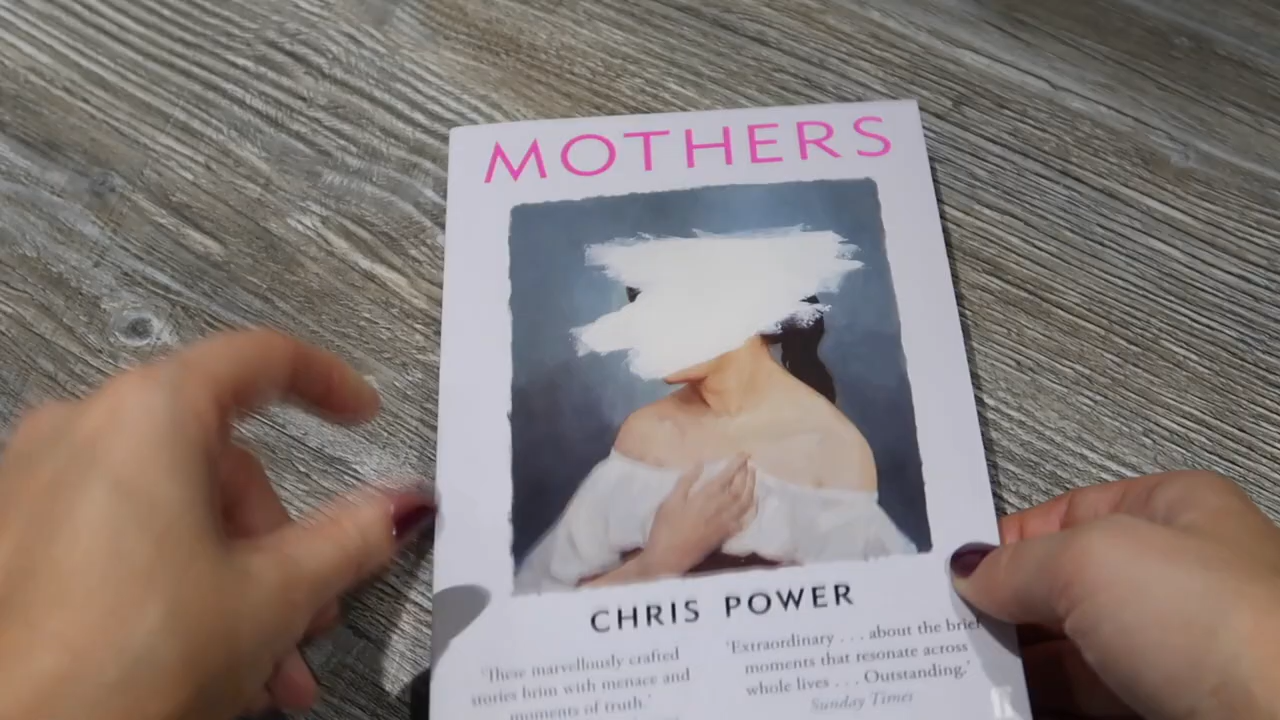 MOTHERS
CHRIS POWER
'These marvellously crafted
stories brim with menace and
moments of truth.'
'Extraordinary . . . about the brief
moments that resonate across
whole lives . . . Outstanding.'
Sunday Times